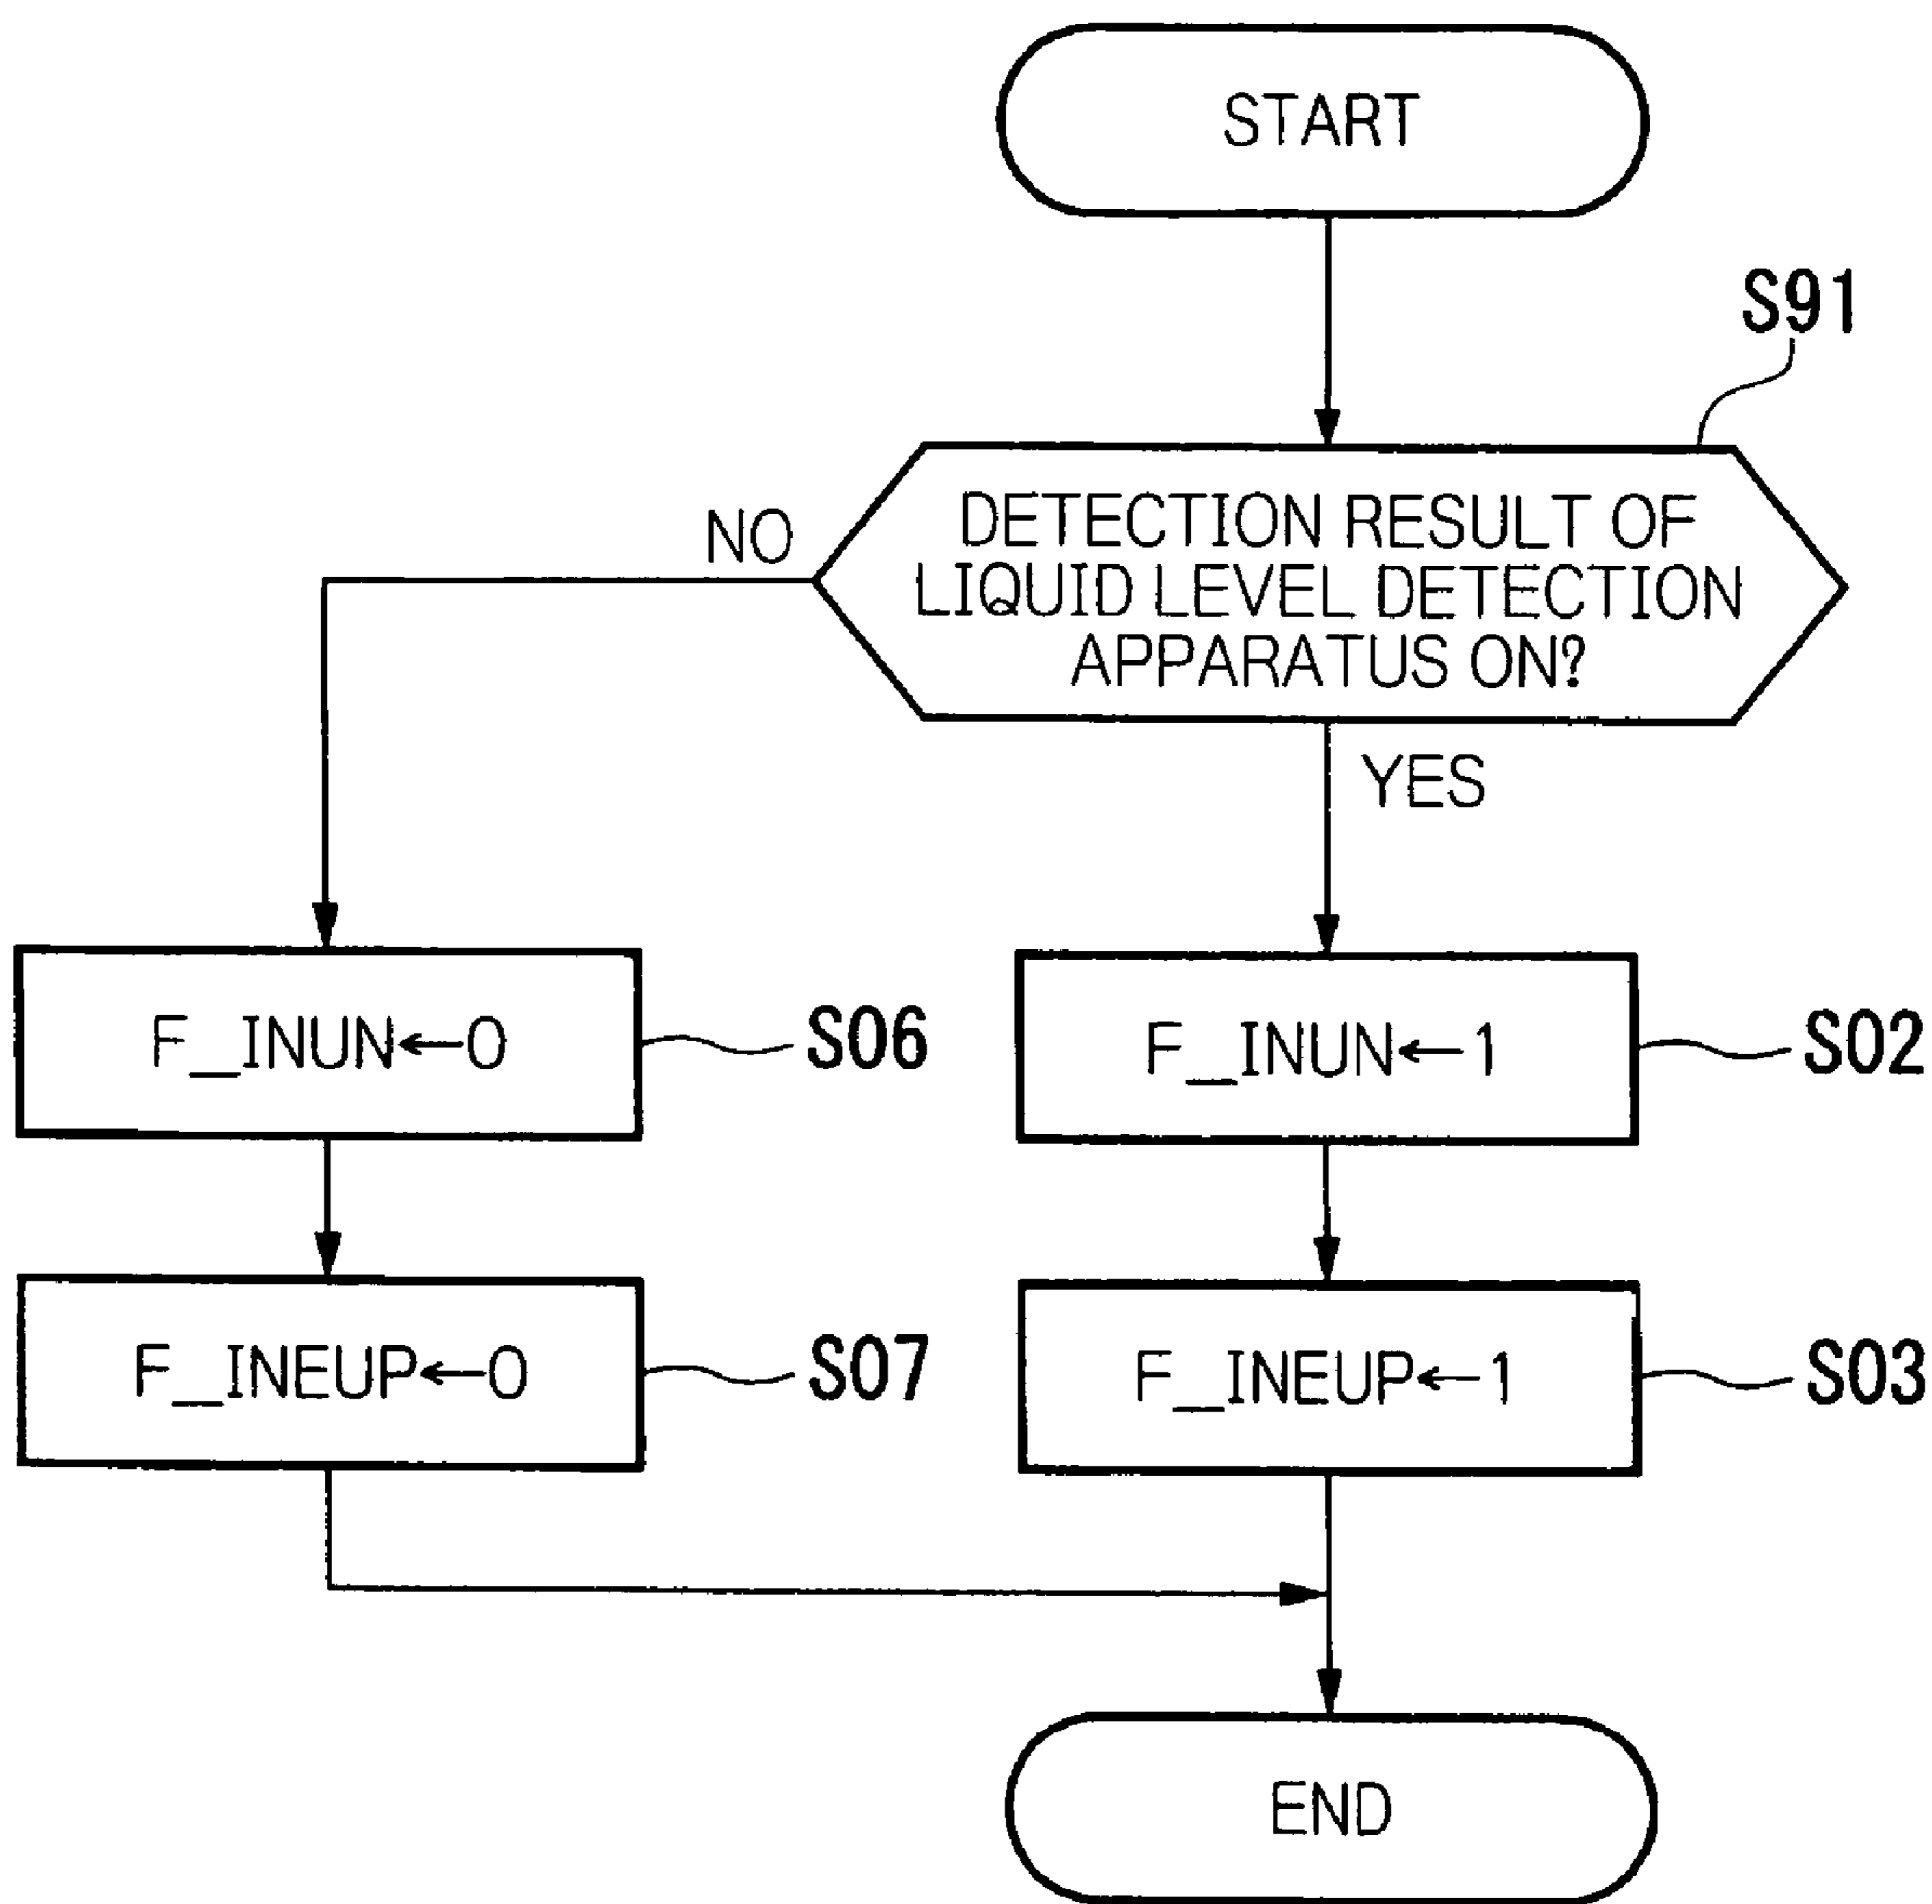 START
S91
DETECTION RESULT OF
LIQUID LEVEL DETECTION
APPARATUS ON?
NO
YES
F_INUN←0
S06
F_INUN←1
S02
F_INEUP←0
S07
F_INEUP←1
S03
END